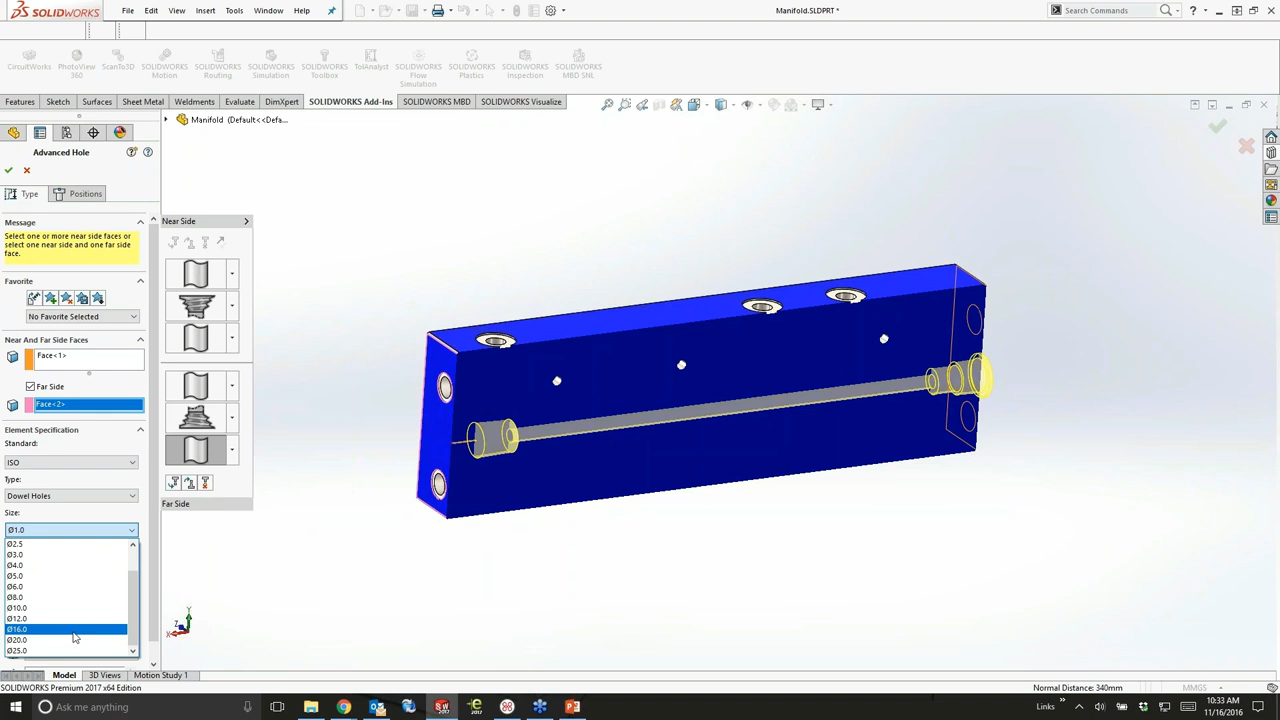 SOLIDWORKS
File
Edit
View
Insert
Tools
Window
Help
Manifold.SLDPRT *
Search Commands
CircuitWorks
PhotoView
360
ScanTo3D
SOLIDWORKS
Motion
SOLIDWORKS
Routing
SOLIDWORKS
Simulation
SOLIDWORKS
Toolbox
TolAnalyst
SOLIDWORKS
Flow
Simulation
SOLIDWORKS
Plastics
SOLIDWORKS
Inspection
SOLIDWORKS
MBD SNL
Features
Sketch
Surfaces
Sheet Metal
Weldments
Evaluate
DimXpert
SOLIDWORKS Add-Ins
SOLIDWORKS MBD
SOLIDWORKS Visualize
Manifold (Default<<Defa...
Advanced Hole
Type
Positions
Message
Select one or more near side faces or
select one near side and one far side
face.
Favorite
No Favorite Selected
Near And Far Side Faces
Face<1>
Far Side
Face<2>
Element Specification
Standard:
ISO
Type:
Dowel Holes
Size:
Ø1.0
Ø2.5
Ø3.0
Ø4.0
Ø5.0
Ø6.0
Ø8.0
Ø10.0
Ø12.0
Ø16.0
Ø20.0
Ø25.0
Near Side
Far Side
Y
Z
X
Model
3D Views
Motion Study 1
SOLIDWORKS Premium 2017 x64 Edition
Normal Distance: 340mm
MMGS
Ask me anything
Links
10:33 AM
11/16/2016